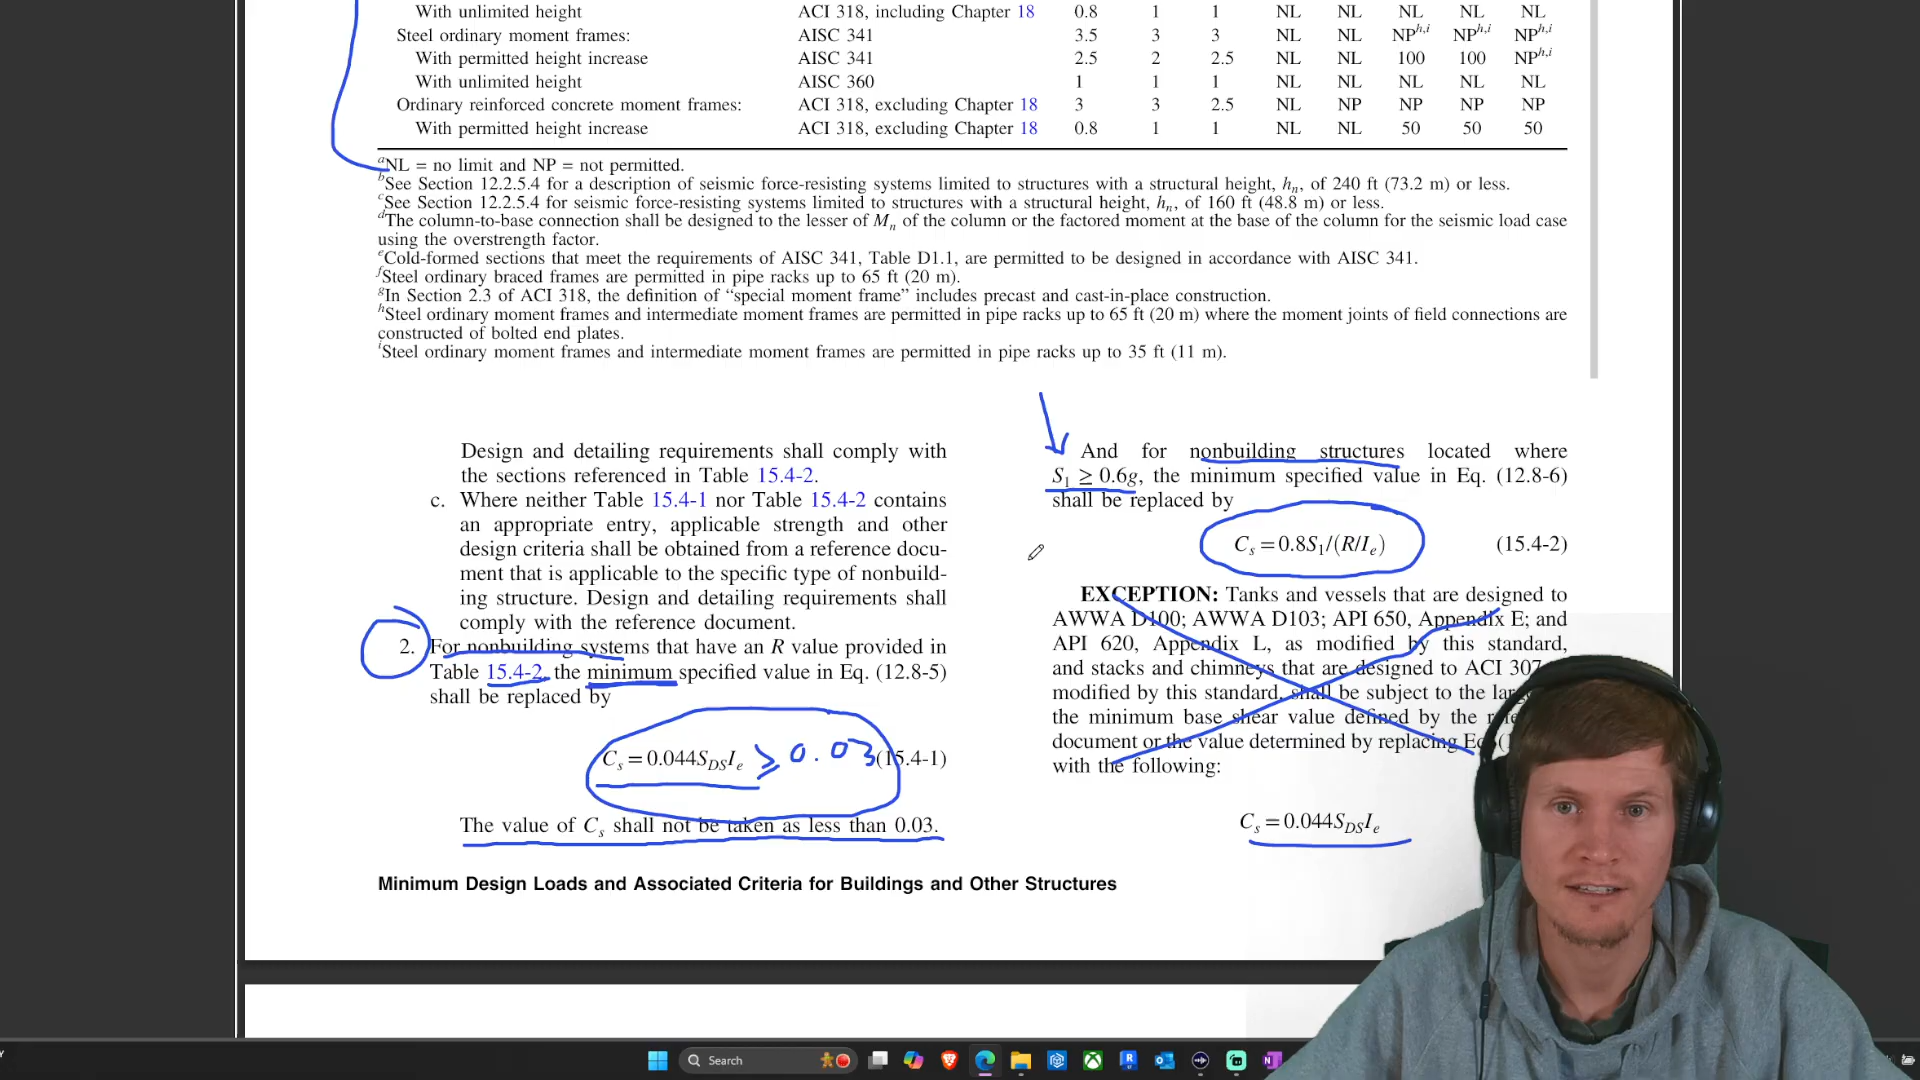 With unlimited height ACI 318, including Chapter 18 0.8 1 1 NL NL NL NL NL
Steel ordinary moment frames: AISC 341 3.5 3 3 NL NL NPh,i NPh,i NPh,i
With permitted height increase AISC 341 2.5 2 2.5 NL NL 100 100 NPh,i
With unlimited height AISC 360 1 1 1 NL NL NL NL NL
Ordinary reinforced concrete moment frames: ACI 318, excluding Chapter 18 3 3 2.5 NL NP NP NP NP
With permitted height increase ACI 318, excluding Chapter 18 0.8 1 1 NL NL 50 50 50
aNL = no limit and NP = not permitted.
bSee Section 12.2.5.4 for a description of seismic force-resisting systems limited to structures with a structural height, hn, of 240 ft (73.2 m) or less.
cSee Section 12.2.5.4 for seismic force-resisting systems limited to structures with a structural height, hn, of 160 ft (48.8 m) or less.
dThe column-to-base connection shall be designed to the lesser of Mn of the column or the factored moment at the base of the column for the seismic load case
using the overstrength factor.
eCold-formed sections that meet the requirements of AISC 341, Table D1.1, are permitted to be designed in accordance with AISC 341.
fSteel ordinary braced frames are permitted in pipe racks up to 65 ft (20 m).
gIn Section 2.3 of ACI 318, the definition of “special moment frame” includes precast and cast-in-place construction.
hSteel ordinary moment frames and intermediate moment frames are permitted in pipe racks up to 65 ft (20 m) where the moment joints of field connections are
constructed of bolted end plates.
iSteel ordinary moment frames and intermediate moment frames are permitted in pipe racks up to 35 ft (11 m).
Design and detailing requirements shall comply with
the sections referenced in Table 15.4-2.
c. Where neither Table 15.4-1 nor Table 15.4-2 contains
an appropriate entry, applicable strength and other
design criteria shall be obtained from a reference docu-
ment that is applicable to the specific type of nonbuild-
ing structure. Design and detailing requirements shall
comply with the reference document.
2. For nonbuilding systems that have an R value provided in
Table 15.4-2, the minimum specified value in Eq. (12.8-5)
shall be replaced by
Cs = 0.044SDSIe ≥ 0.03 (15.4-1)
The value of Cs shall not be taken as less than 0.03.
And for nonbuilding structures located where
S1 ≥ 0.6g, the minimum specified value in Eq. (12.8-6)
shall be replaced by
Cs = 0.8S1/(R/Ie) (15.4-2)
EXCEPTION: Tanks and vessels that are designed to
AWWA D100; AWWA D103; API 650, Appendix E; and
API 620, Appendix L, as modified by this standard,
and stacks and chimneys that are designed to ACI 307
modified by this standard, shall be subject to the
the minimum base shear value defined by the
document or the value determined by replacing Eq.
with the following:
Cs = 0.044SDSIe
Minimum Design Loads and Associated Criteria for Buildings and Other Structures
Search